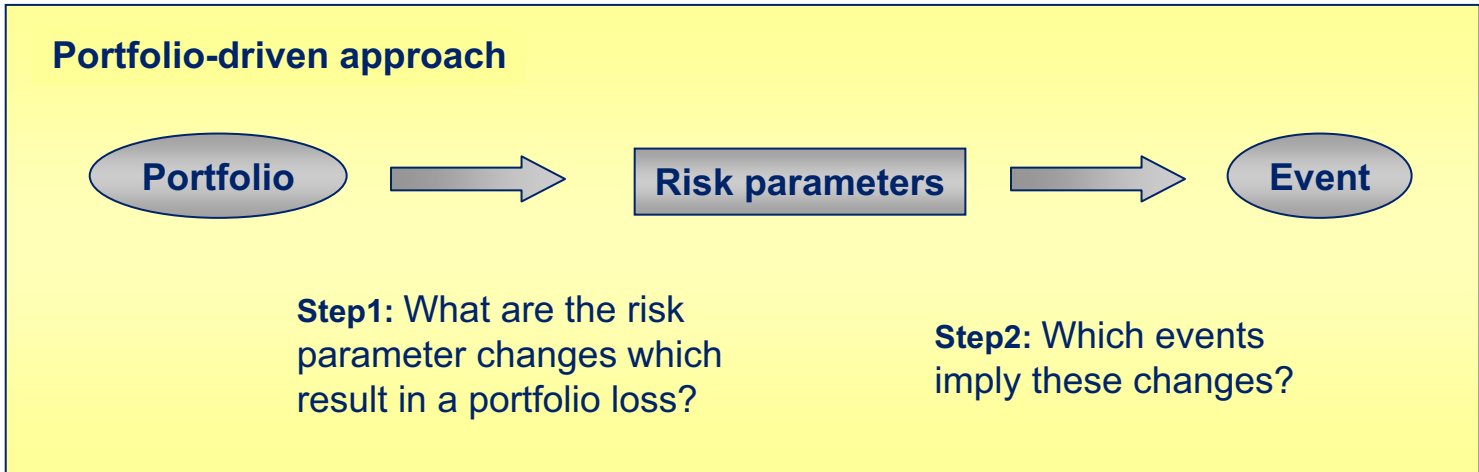 Portfolio-driven approach
Portfolio
Risk parameters
Event
Step1: What are the risk
parameter changes which
result in a portfolio loss?
Step2: Which events
imply these changes?